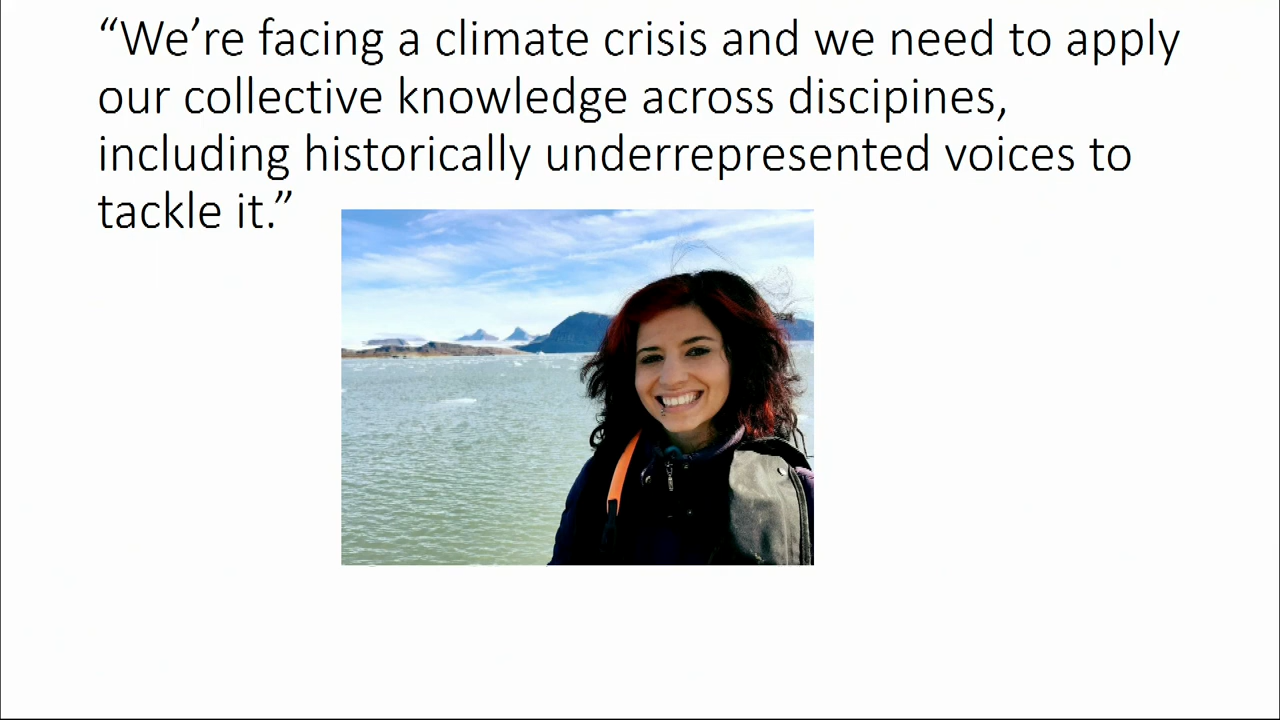 “We’re facing a climate crisis and we need to apply
our collective knowledge across discipines,
including historically underrepresented voices to
tackle it.”